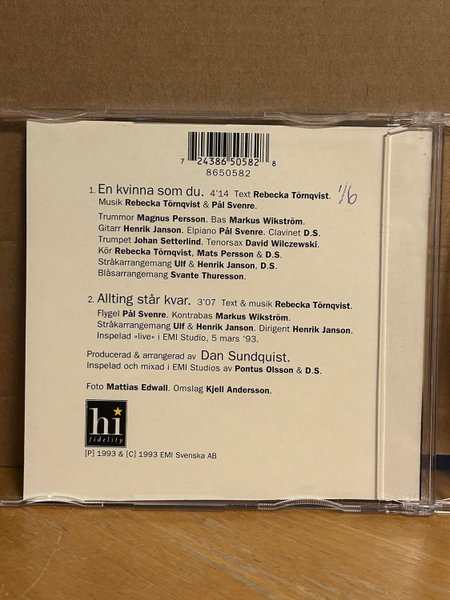 7 24386 50582 8
8650582
1. En kvinna som du. 4'14 Text Rebecka Törnqvist.
Musik Rebecka Törnqvist & Pål Svenre.
1/6
Trummor Magnus Persson. Bas Markus Wikström.
Gitarr Henrik Janson. Elpiano Pål Svenre. Clavinet D.S.
Trumpet Johan Setterlind. Tenorsax David Wilczewski.
Kör Rebecka Törnqvist, Mats Persson & D.S.
Stråkarrangemang Ulf & Henrik Janson, D.S.
Blåsarrangemang Svante Thuresson.
2. Allting står kvar. 3'07 Text & musik Rebecka Törnqvist.
Flygel Pål Svenre. Kontrabas Markus Wikström.
Stråkarrangemang Ulf & Henrik Janson. Dirigent Henrik Janson.
Inspelad »live« i EMI Studio, 5 mars '93.
Producerad & arrangerad av Dan Sundquist.
Inspelad och mixad i EMI Studios av Pontus Olsson & D.S.
Foto Mattias Edwall. Omslag Kjell Andersson.
hi
fidelity
[P] 1993 & [C] 1993 EMI Svenska AB